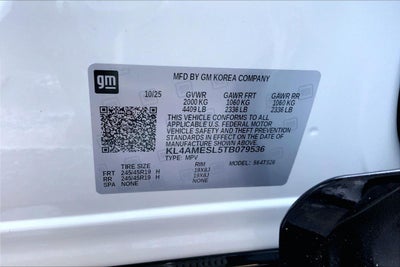 gm
MFD BY GM KOREA COMPANY
10/25 GVWR GAWR FRT GAWR RR
2000 KG 1060 KG 1060 KG
4409 LB 2336 LB 2336 LB
THIS VEHICLE CONFORMS TO ALL
APPLICABLE U.S. FEDERAL MOTOR
VEHICLE SAFETY, BUMPER, AND
THEFT PREVENTION STANDARDS IN
EFFECT ON THE DATE OF
MANUFACTURE SHOWN ABOVE.
KL4AMESL5TB079536
TYPE: MPV
TIRE SIZE RIM MODEL:
FRT 245/45R19 H 19X8J
RR 245/45R19 H 19X8J
SPA NONE NONE